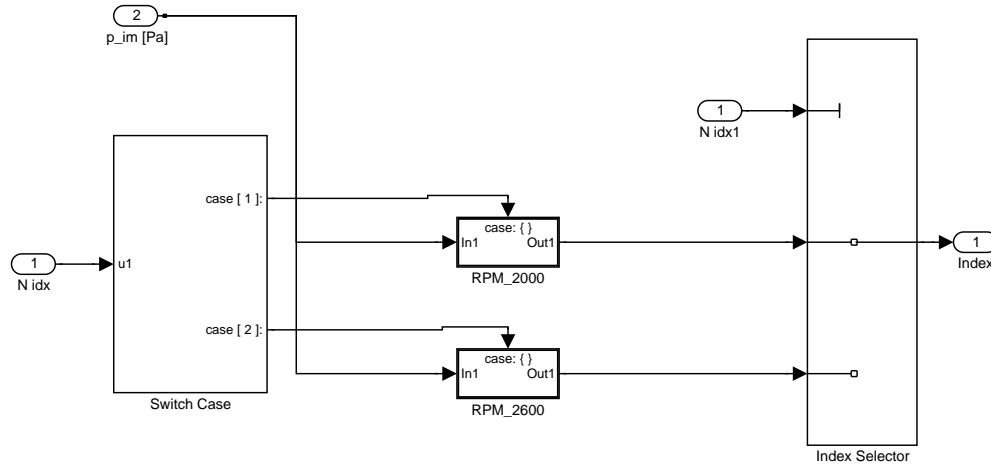 2
p_im [Pa]
1
N idx1
case [ 1 ]:
case: { }
In1
Out1
RPM_2000
1
Index
1
N idx
u1
case [ 2 ]:
case: { }
In1
Out1
RPM_2600
Switch Case
Index Selector